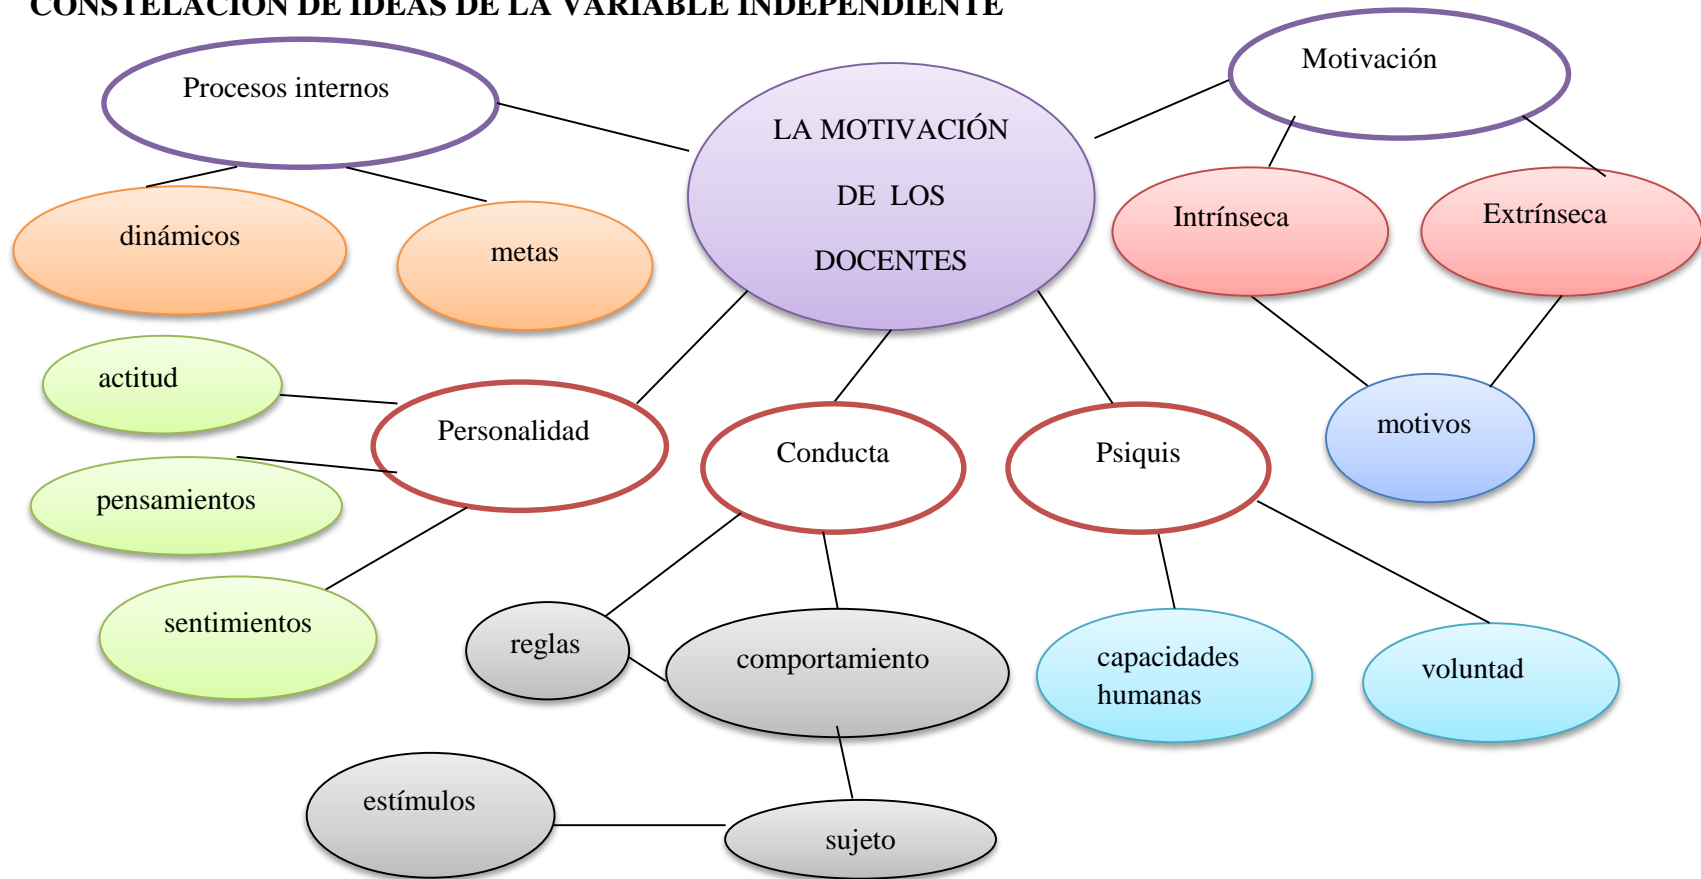 CONSTELACIÓN DE IDEAS DE LA VARIABLE INDEPENDIENTE
Procesos internos
LA MOTIVACIÓN
DE LOS
DOCENTES
Motivación
dinámicos
metas
Intrínseca
Extrínseca
actitud
Personalidad
Conducta
Psiquis
motivos
pensamientos
sentimientos
reglas
comportamiento
capacidades
humanas
voluntad
estímulos
sujeto